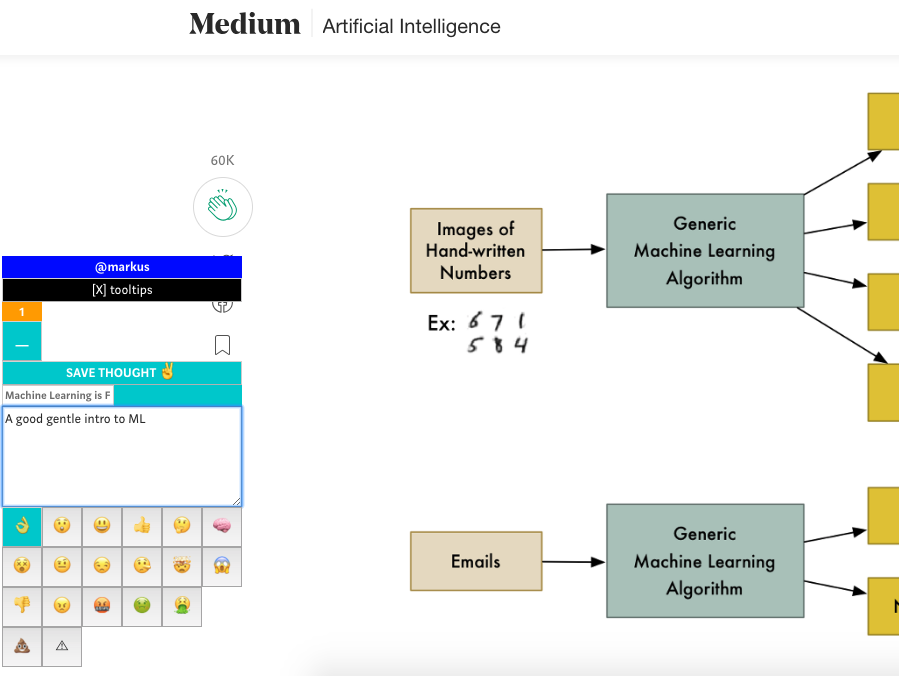 Medium
Artificial Intelligence
60K
@markus
[X] tooltips
1
—
SAVE THOUGHT ✌
Machine Learning is F
A good gentle intro to ML
Images of
Hand-written
Numbers
Generic
Machine Learning
Algorithm
Ex: 6 7 1
5 8 4
Emails
Generic
Machine Learning
Algorithm
N